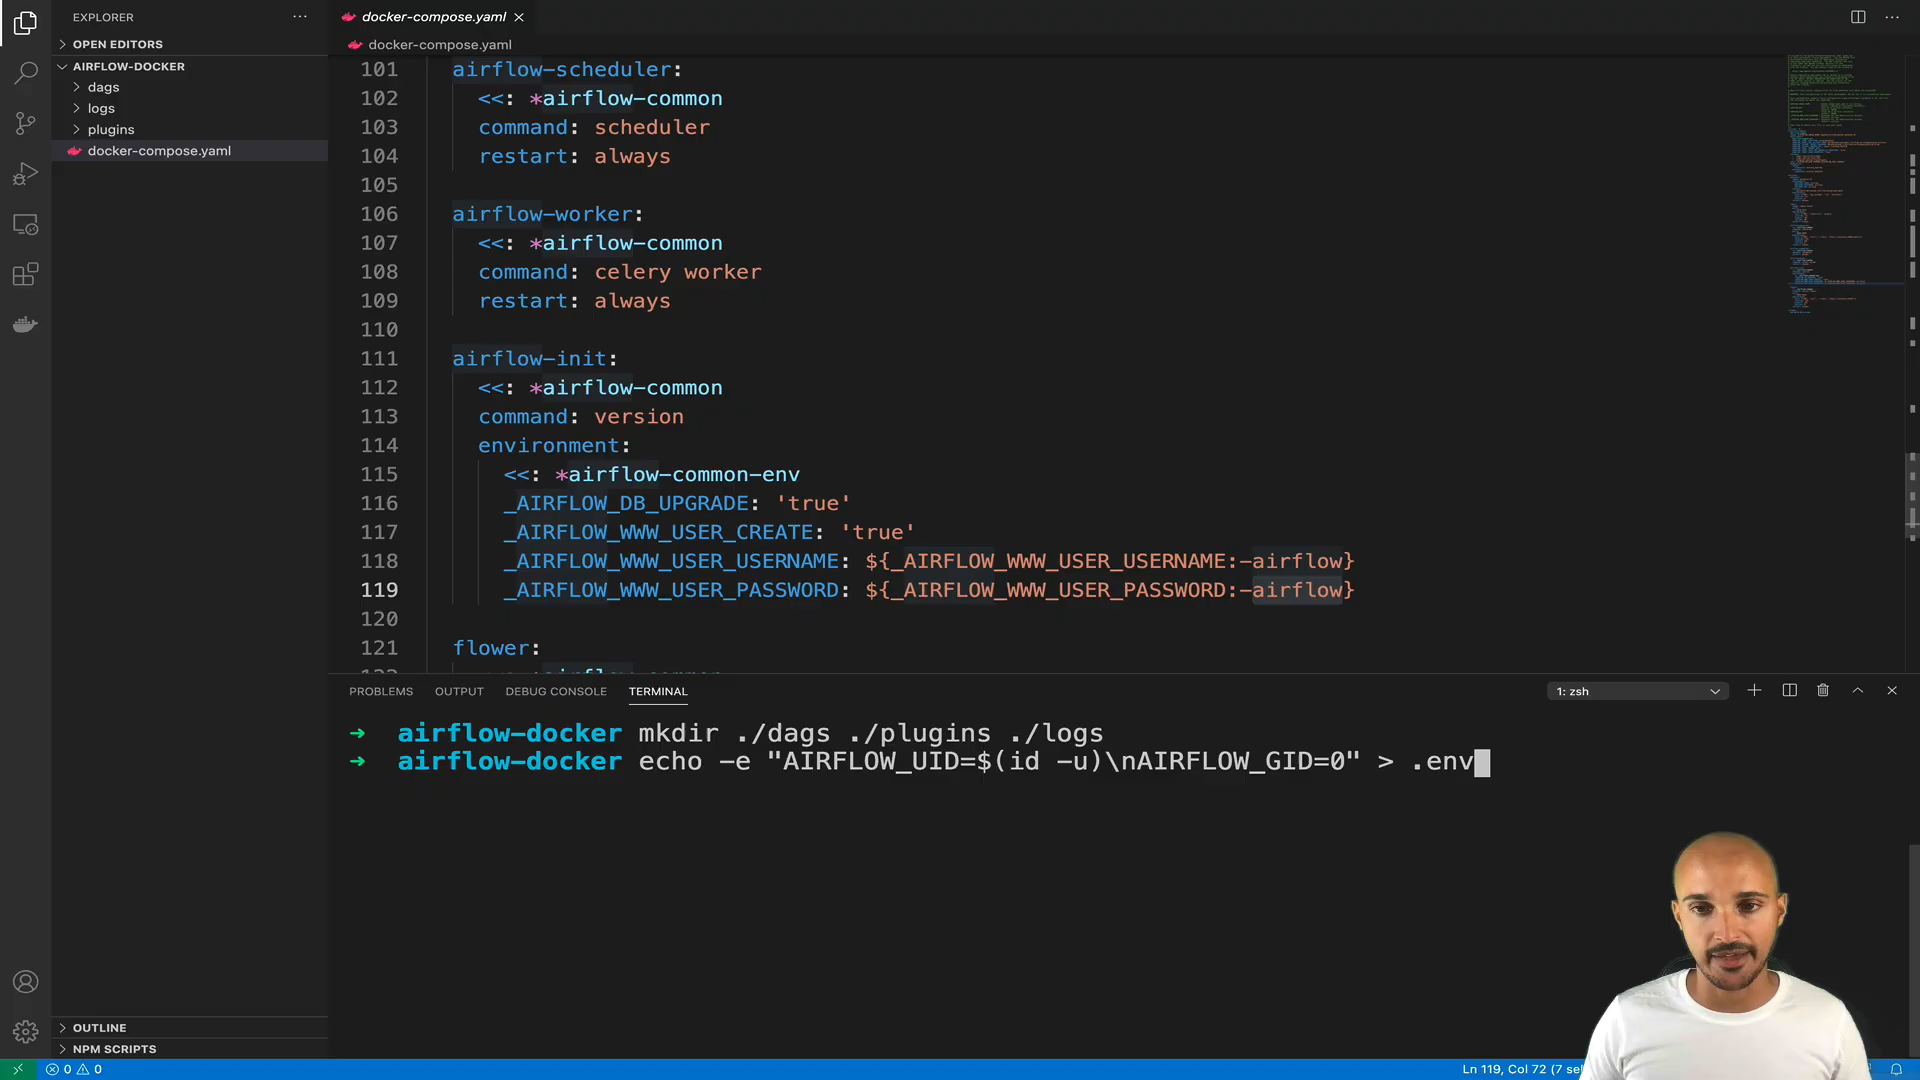 EXPLORER
OPEN EDITORS
AIRFLOW-DOCKER
dags
logs
plugins
docker-compose.yaml
OUTLINE
NPM SCRIPTS
docker-compose.yaml
docker-compose.yaml
101 airflow-scheduler:
102 <<: *airflow-common
103 command: scheduler
104 restart: always
105
106 airflow-worker:
107 <<: *airflow-common
108 command: celery worker
109 restart: always
110
111 airflow-init:
112 <<: *airflow-common
113 command: version
114 environment:
115 <<: *airflow-common-env
116 _AIRFLOW_DB_UPGRADE: 'true'
117 _AIRFLOW_WWW_USER_CREATE: 'true'
118 _AIRFLOW_WWW_USER_USERNAME: ${_AIRFLOW_WWW_USER_USERNAME:-airflow}
119 _AIRFLOW_WWW_USER_PASSWORD: ${_AIRFLOW_WWW_USER_PASSWORD:-airflow}
120
121 flower:
PROBLEMS OUTPUT DEBUG CONSOLE TERMINAL 1: zsh
→ airflow-docker mkdir ./dags ./plugins ./logs
→ airflow-docker echo -e "AIRFLOW_UID=$(id -u)\nAIRFLOW_GID=0" > .env
0 0 Ln 119, Col 72 (7 sel